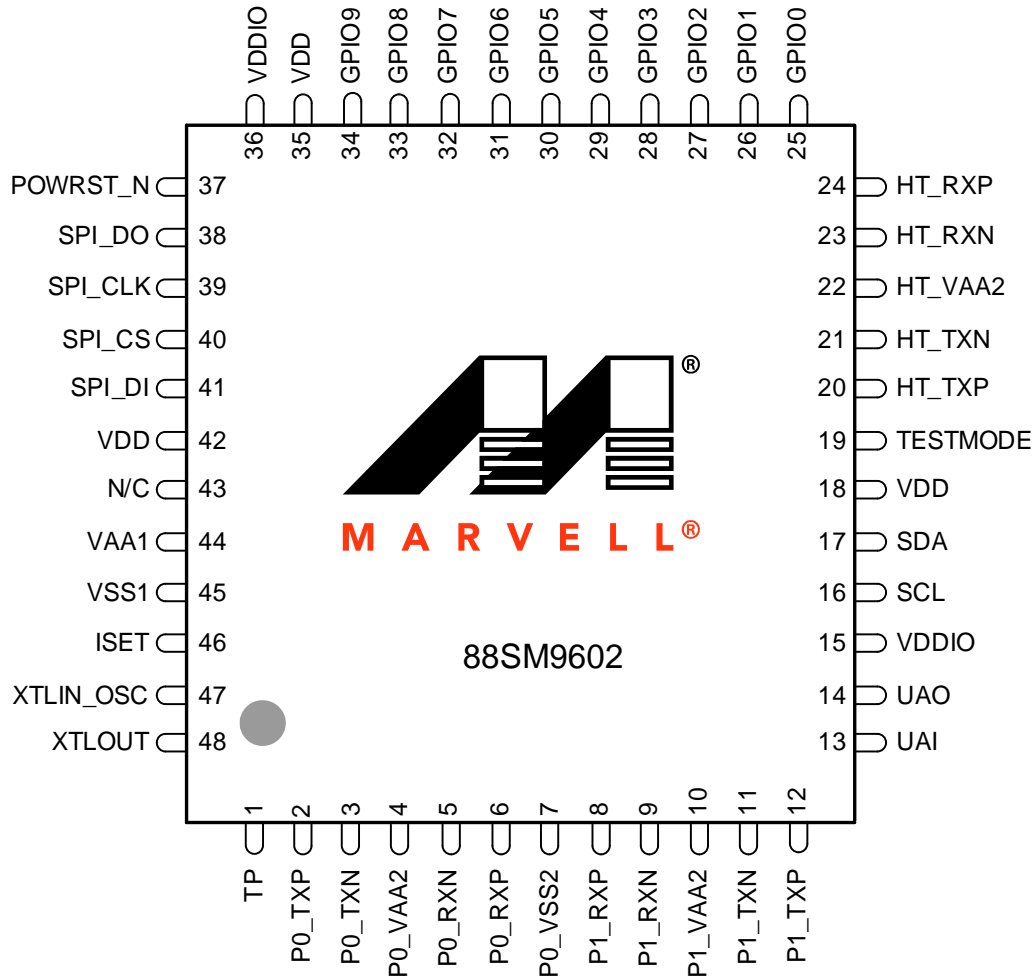 VDDIO
VDD
GPIO9
GPIO8
GPIO7
GPIO6
GPIO5
GPIO4
GPIO3
GPIO2
GPIO1
GPIO0
36 35 34 33 32 31 30 29 28 27 26 25
POWRST_N 37 24 HT_RXP
SPI_DO 38 23 HT_RXN
SPI_CLK 39 22 HT_VAA2
SPI_CS 40 21 HT_TXN
SPI_DI 41 20 HT_TXP
VDD 42 19 TESTMODE
N/C 43 18 VDD
VAA1 44 17 SDA
VSS1 45 16 SCL
ISET 46 15 VDDIO
XTLIN_OSC 47 14 UAO
XTLOUT 48 13 UAI
®
MARVELL®
88SM9602
1 2 3 4 5 6 7 8 9 10 11 12
TP
P0_TXP
P0_TXN
P0_VAA2
P0_RXN
P0_RXP
P0_VSS2
P1_RXP
P1_RXN
P1_VAA2
P1_TXN
P1_TXP